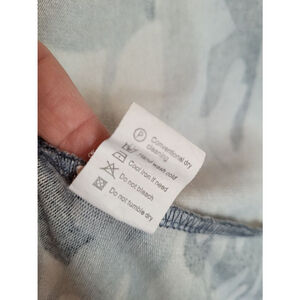 P
Conventional dry
cleaning
Hand wash cold
Cool iron if need
Do not bleach
Do not tumble dry